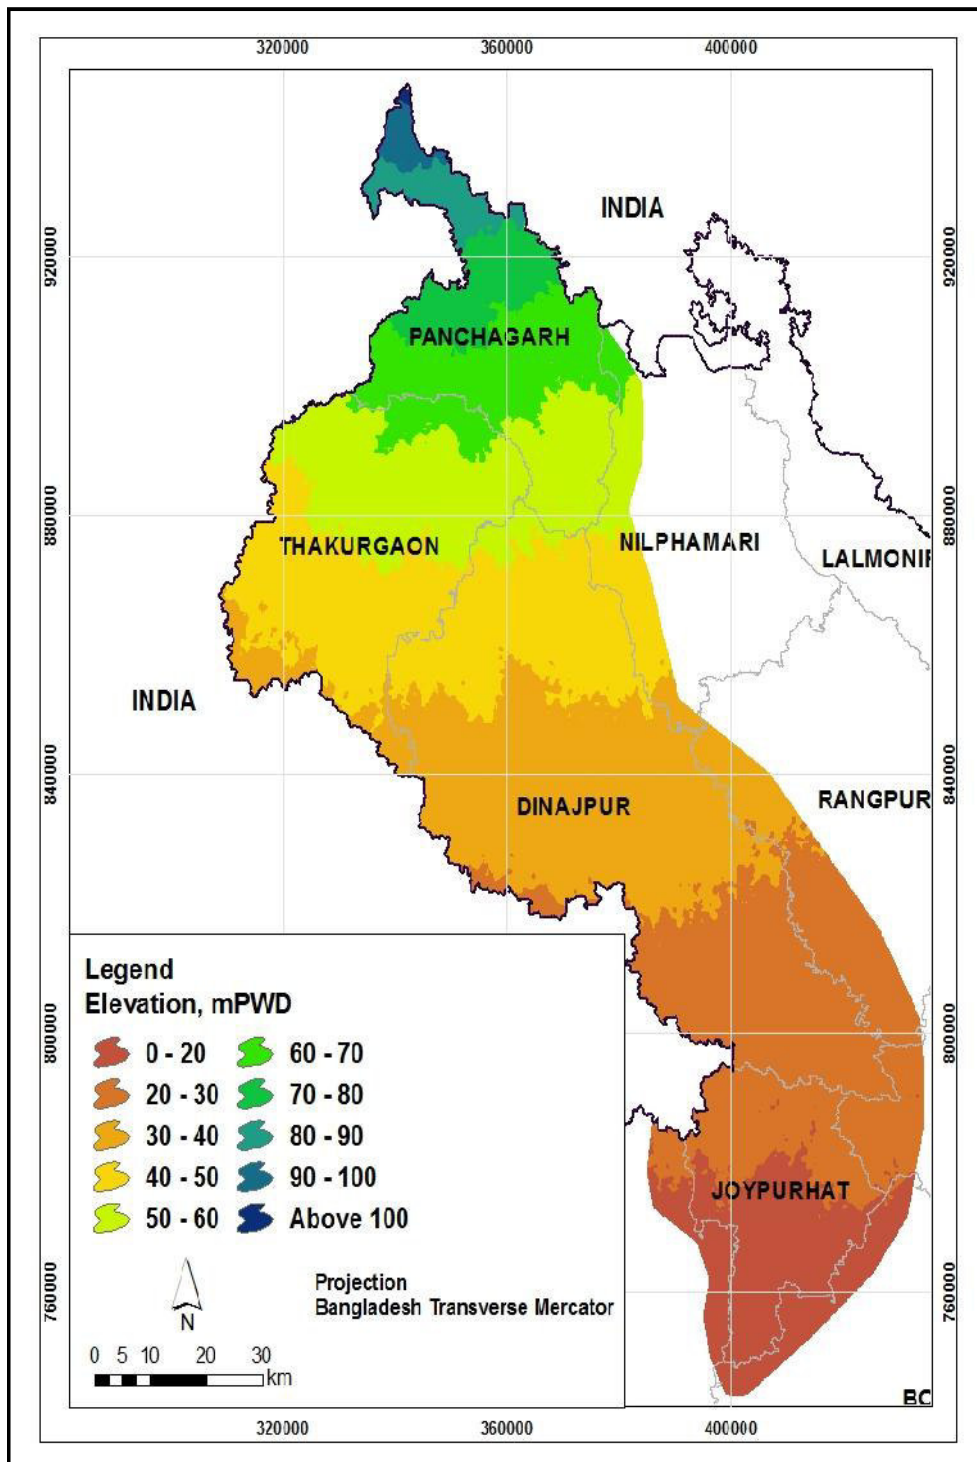 320000 360000 400000
INDIA
920000 920000
PANCHAGARH
880000 880000
THAKURGAON NILPHAMARI
LALMONIR
INDIA
840000 840000
DINAJPUR RANGPUR
Legend
Elevation, mPWD
0 - 20 60 - 70
20 - 30 70 - 80
30 - 40 80 - 90
40 - 50 90 - 100
50 - 60 Above 100
800000 800000
JOYPURHAT
Projection
Bangladesh Transverse Mercator
N
0 5 10 20 30
km
760000 760000
BO
320000 360000 400000